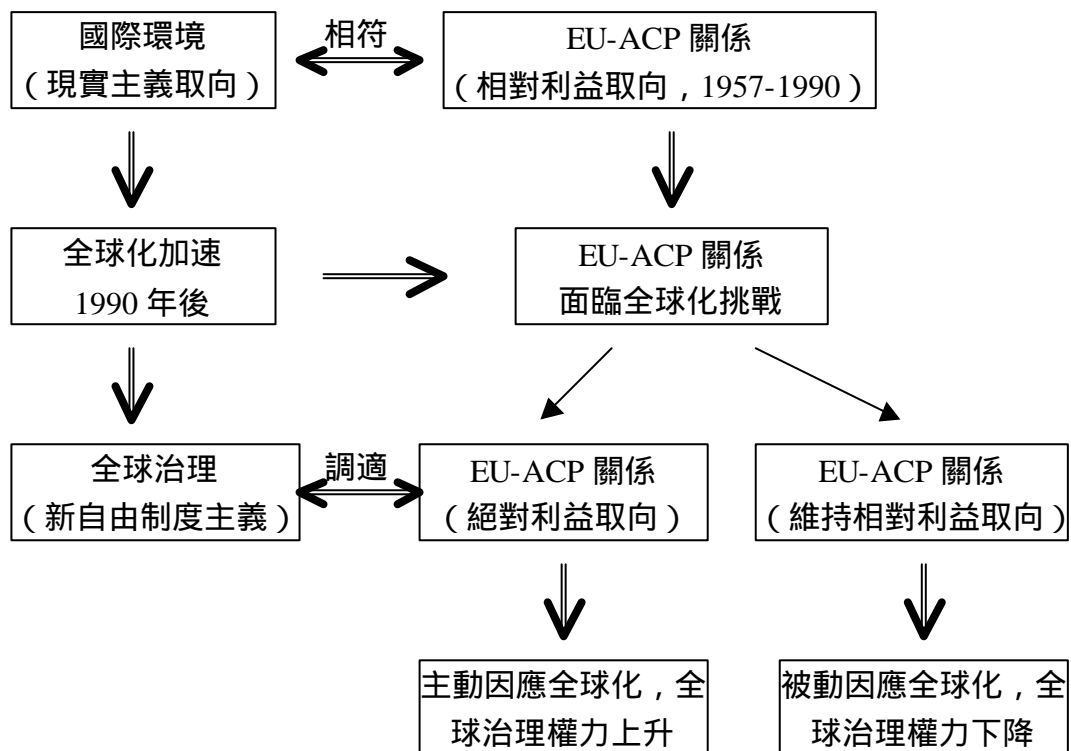 國際環境
（現實主義取向）
相符
EU-ACP 關係
（相對利益取向，1957-1990）
全球化加速
1990 年後
EU-ACP 關係
面臨全球化挑戰
全球治理
（新自由制度主義）
調適
EU-ACP 關係
（絕對利益取向）
EU-ACP 關係
（維持相對利益取向）
主動因應全球化，全
球治理權力上升
被動因應全球化，全
球治理權力下降